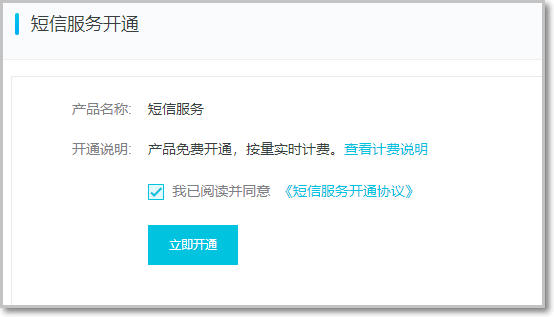 短信服务开通
产品名称: 短信服务
开通说明: 产品免费开通，按量实时计费。查看计费说明
我已阅读并同意 《短信服务开通协议》
立即开通